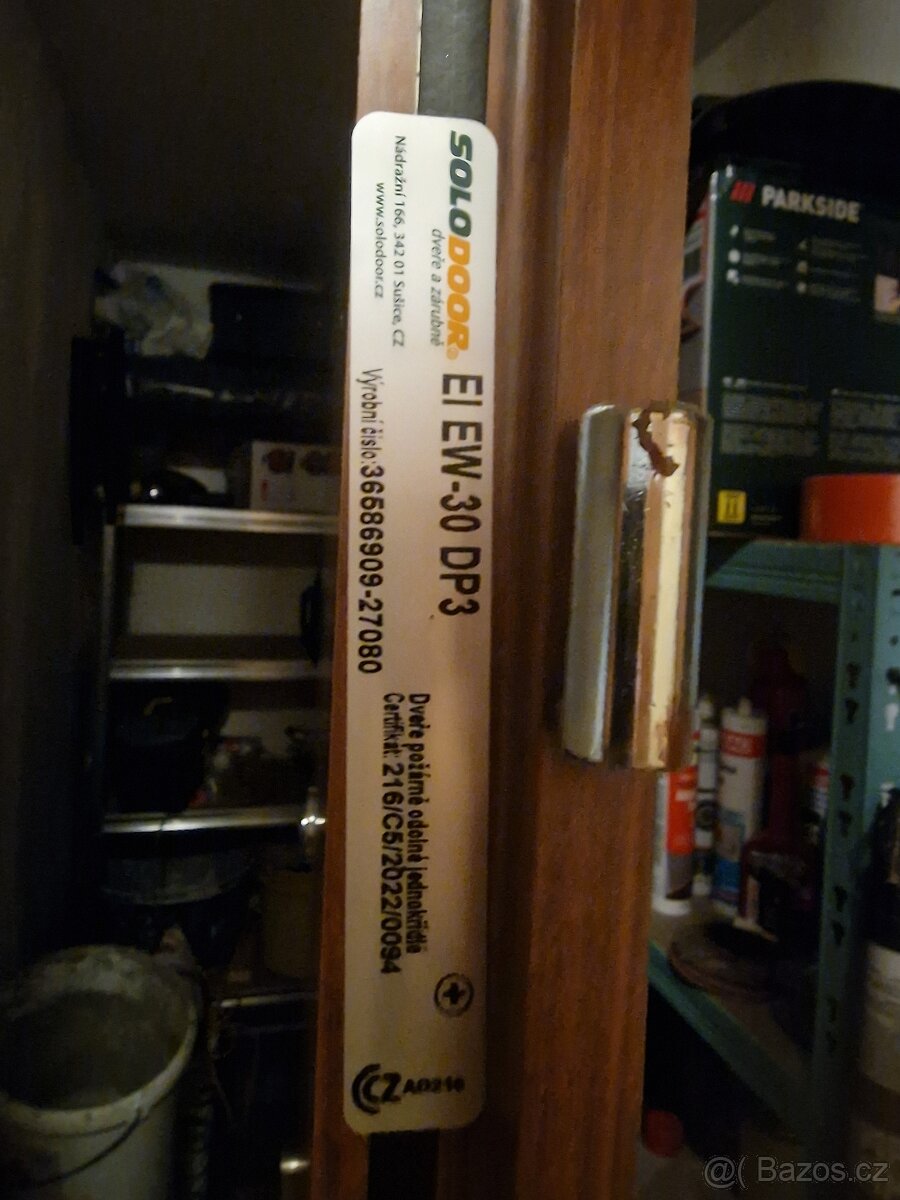 SOLODOOR®
dveře a zárubně
Nádražní 166, 342 01 Sušice, CZ
www.solodoor.cz
EI EW-30 DP3
Výrobní číslo:36586909-27080
Dveře požárně odolné jednokřídlé
Certifikát: 216/C5/2022/0094
CZ AO216
PARKSIDE
@( Bazos.cz